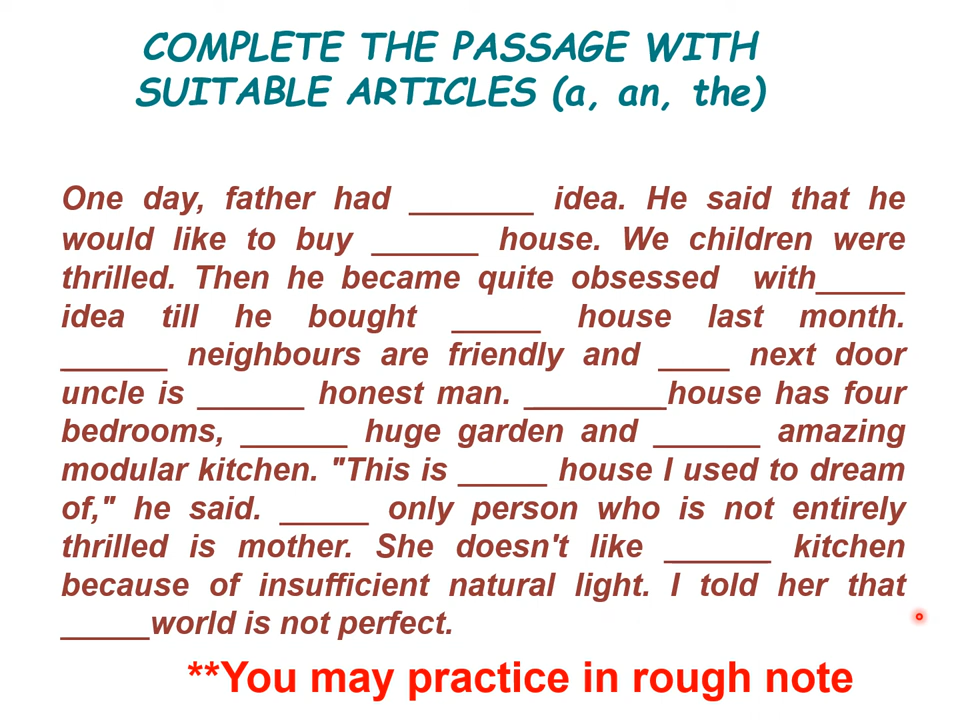 COMPLETE THE PASSAGE WITH
SUITABLE ARTICLES (a, an, the)
One day, father had _______ idea. He said that he
would like to buy ______ house. We children were
thrilled. Then he became quite obsessed with_____
idea till he bought _____ house last month.
______ neighbours are friendly and ____ next door
uncle is ______ honest man. ________house has four
bedrooms, ______ huge garden and ______ amazing
modular kitchen. "This is _____ house I used to dream
of," he said. _____ only person who is not entirely
thrilled is mother. She doesn't like ______ kitchen
because of insufficient natural light. I told her that
_____world is not perfect.
**You may practice in rough note